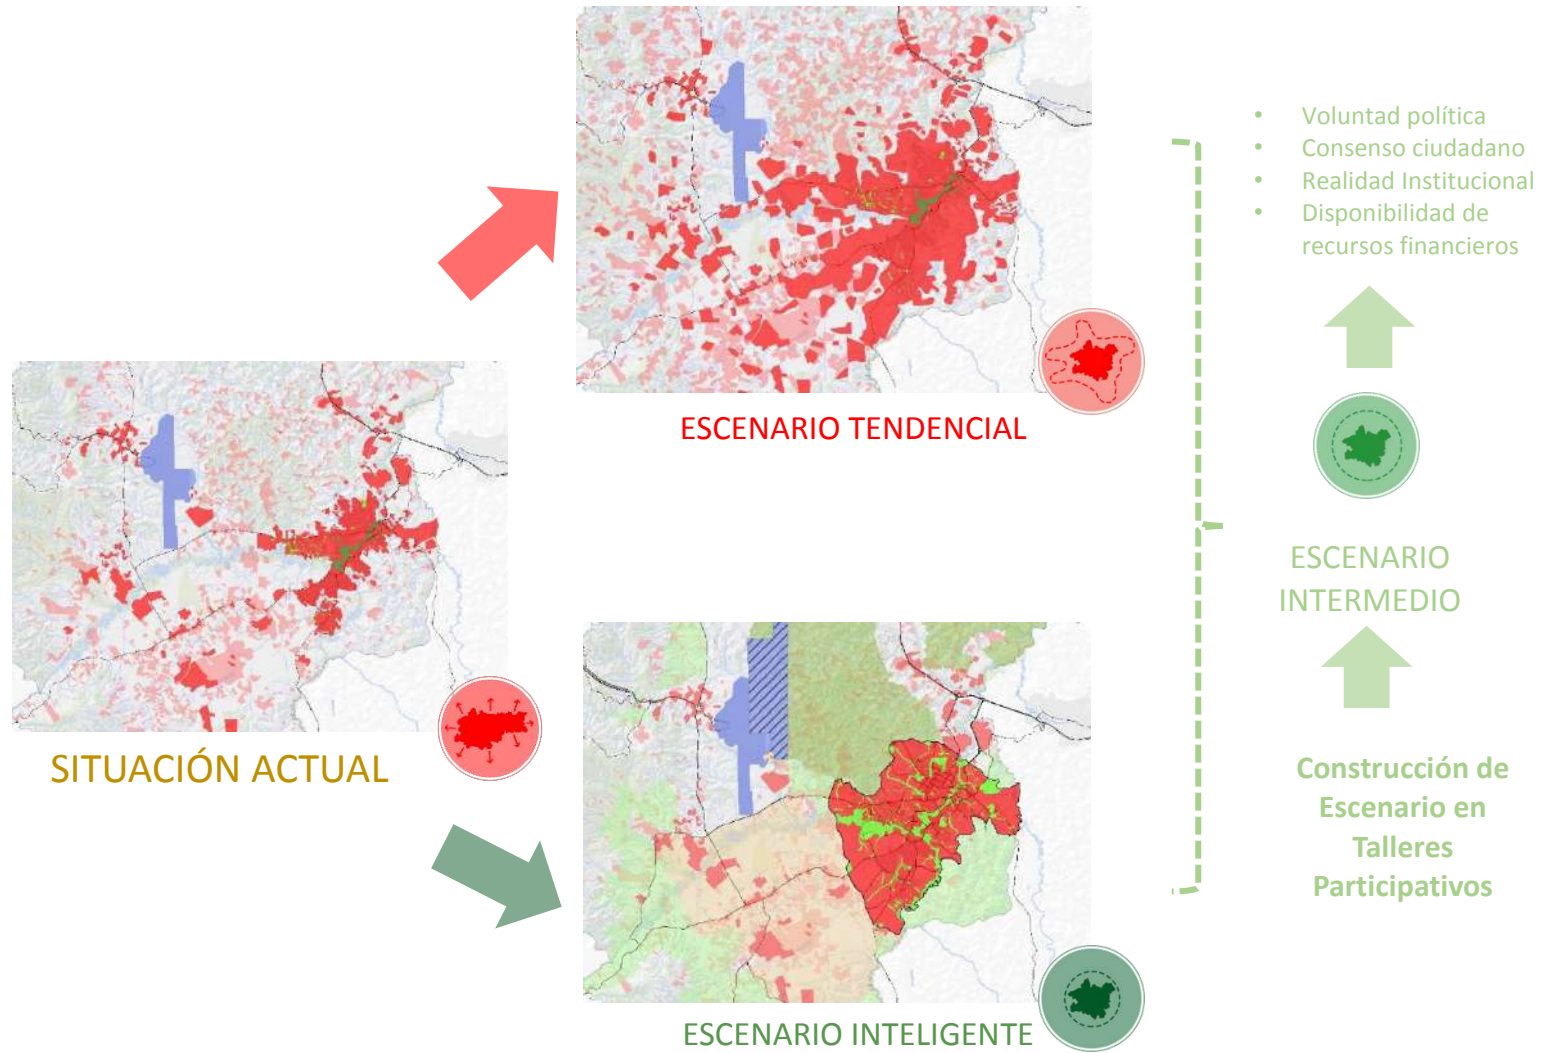 ESCENARIO TENDENCIAL
SITUACIÓN ACTUAL
ESCENARIO INTELIGENTE
• Voluntad política
• Consenso ciudadano
• Realidad Institucional
• Disponibilidad de
recursos financieros
ESCENARIO
INTERMEDIO
Construcción de
Escenario en
Talleres
Participativos